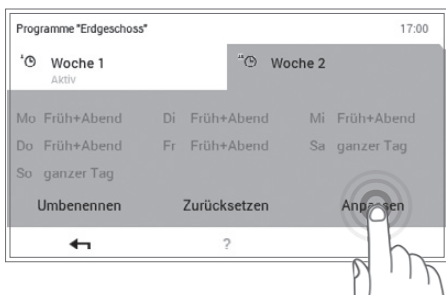 Programme "Erdgeschoss" 17:00
Woche 1 Woche 2
Aktiv
Mo Früh+Abend Di Früh+Abend Mi Früh+Abend
Do Früh+Abend Fr Früh+Abend Sa ganzer Tag
So ganzer Tag
Umbenennen Zurücksetzen Anpassen
?